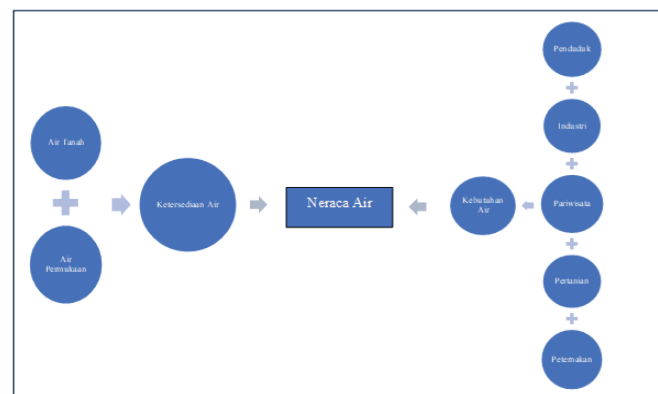 Air Tanah
Air
Permukaan
Ketersediaan Air
Neraca Air
Kebutuhan
Air
Penduduk
Industri
Pariwisata
Pertanian
Peternakan